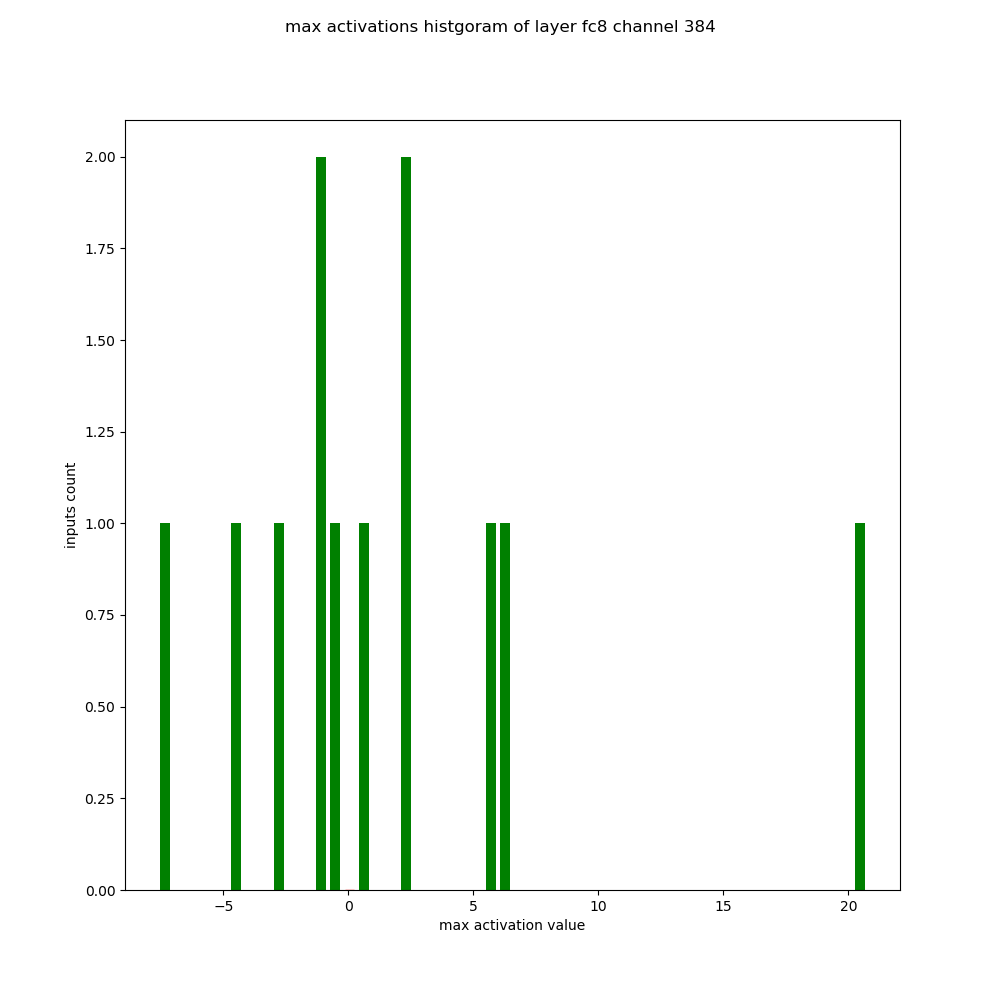 max activations histgoram of layer fc8 channel 384
2.00
1.75
1.50
1.25
1.00
0.75
0.50
0.25
0.00
inputs count
−5 0 5 10 15 20
max activation value